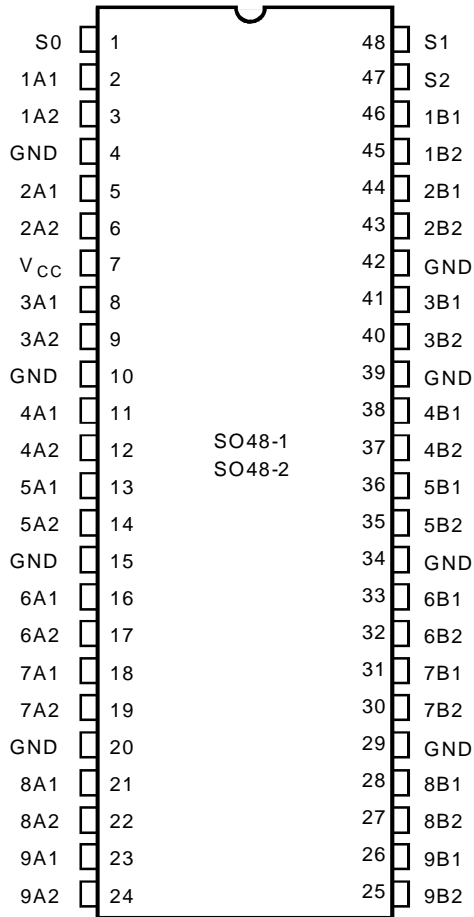 S0 1 48 S1
1A1 2 47 S2
1A2 3 46 1B1
GND 4 45 1B2
2A1 5 44 2B1
2A2 6 43 2B2
VCC 7 42 GND
3A1 8 41 3B1
3A2 9 40 3B2
GND 10 39 GND
4A1 11 38 4B1
4A2 12 SO48-1 37 4B2
SO48-2
5A1 13 36 5B1
5A2 14 35 5B2
GND 15 34 GND
6A1 16 33 6B1
6A2 17 32 6B2
7A1 18 31 7B1
7A2 19 30 7B2
GND 20 29 GND
8A1 21 28 8B1
8A2 22 27 8B2
9A1 23 26 9B1
9A2 24 25 9B2